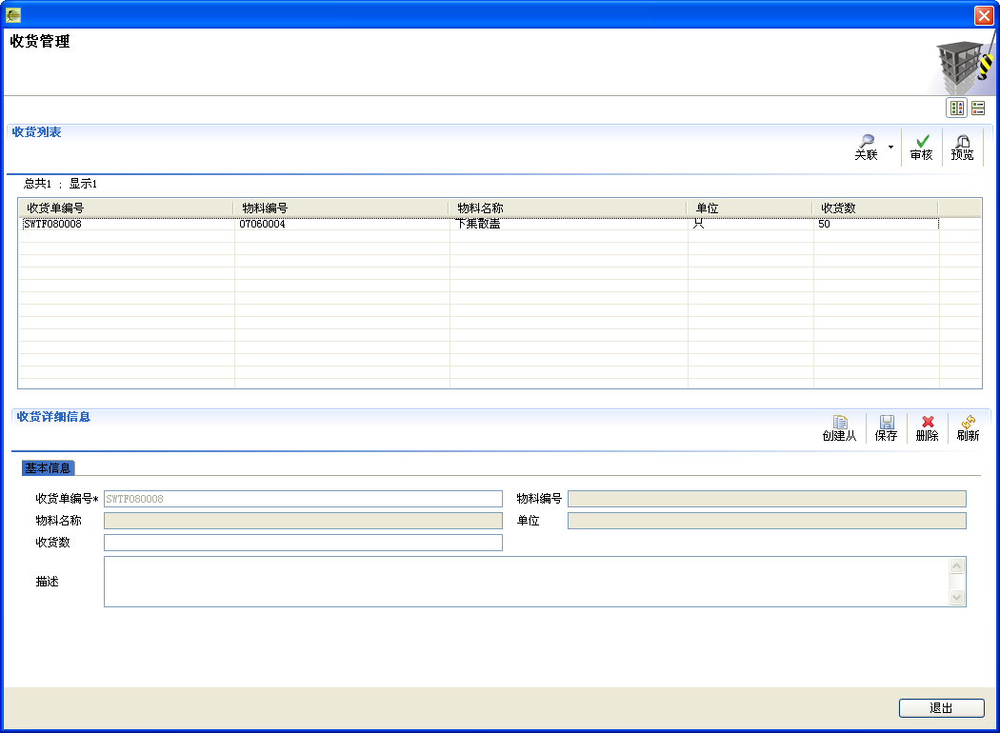 收货管理
收货列表
关联 审核 预览
总共1 ; 显示1
收货单编号 物料编号 物料名称 单位 收货数
SWTF080008 07060004 下集散盖 只 50
收货详细信息
创建从 保存 删除 刷新
基本信息
收货单编号* SWTF080008 物料编号
物料名称 单位
收货数
描述
退出